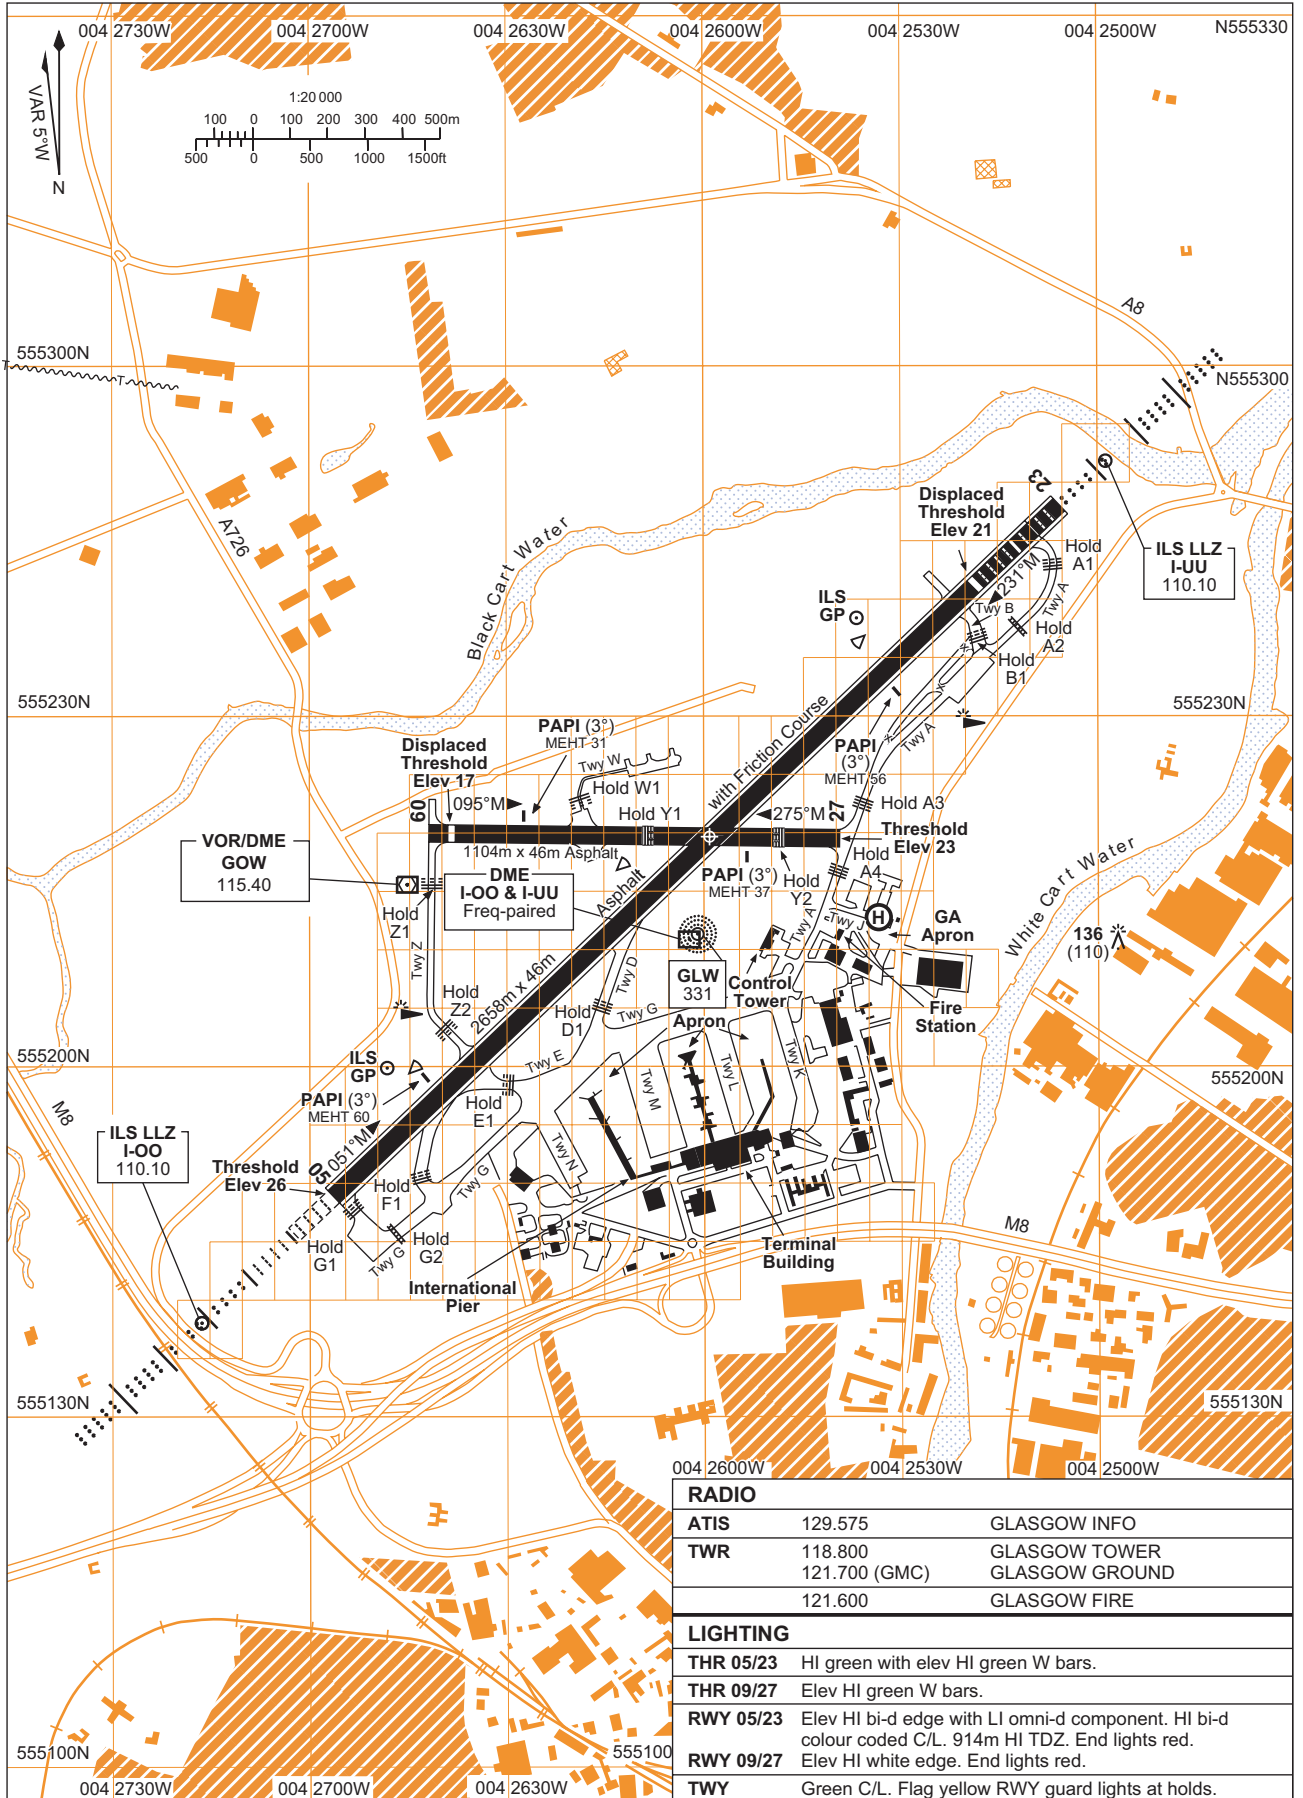 004 2730W
004 2700W
004 2630W
004 2600W
004 2530W
004 2500W
N555330
VAR 5°W
N
1:20 000
100 0 100 200 300 400 500m
500 0 500 1000 1500ft
A8
555300N
N555300
T
T
A726
Black Cart Water
23
Displaced
Threshold
Elev 21
Hold
A1
ILS LLZ
I-UU
110.10
231°M
Twy A
Twy B
ILS
GP
Hold
A2
Hold
B1
555230N
555230N
PAPI (3°)
MEHT 31
with Friction Course
Twy A
Displaced
Threshold
Elev 17
Twy W
PAPI
(3°)
MEHT 56
Hold W1
09
095°M
Hold Y1
275°M
27
Hold A3
Threshold
Elev 23
VOR/DME
GOW
115.40
1104m x 46m Asphalt
DME
I-OO & I-UU
Freq-paired
Asphalt
PAPI (3°)
MEHT 37
Hold
Y2
Hold
A4
White Cart Water
Hold
Z1
Twy Z
Twy J
H
GA
Apron
Twy A
136
(110)
Twy D
GLW
331
Control
Tower
2658m x 46m
Hold
Z2
Hold
D1
Twy G
Apron
Fire
Station
555200N
555200N
ILS
GP
Twy E
Twy M
Twy L
Twy K
PAPI (3°)
MEHT 60
Hold
E1
M8
ILS LLZ
I-OO
110.10
051°M
Twy N
Threshold
Elev 26
05
Hold
F1
Twy G
Hold
G1
Hold
G2
Twy G
M8
International
Pier
Terminal
Building
555130N
555130N
004 2600W
004 2530W
004 2500W
RADIO
ATIS 129.575 GLASGOW INFO
TWR 118.800 GLASGOW TOWER
121.700 (GMC) GLASGOW GROUND
121.600 GLASGOW FIRE
LIGHTING
THR 05/23 HI green with elev HI green W bars.
THR 09/27 Elev HI green W bars.
RWY 05/23 Elev HI bi-d edge with LI omni-d component. HI bi-d
colour coded C/L. 914m HI TDZ. End lights red.
RWY 09/27 Elev HI white edge. End lights red.
TWY Green C/L. Flag yellow RWY guard lights at holds.
555100N
555100
004 2730W
004 2700W
004 2630W